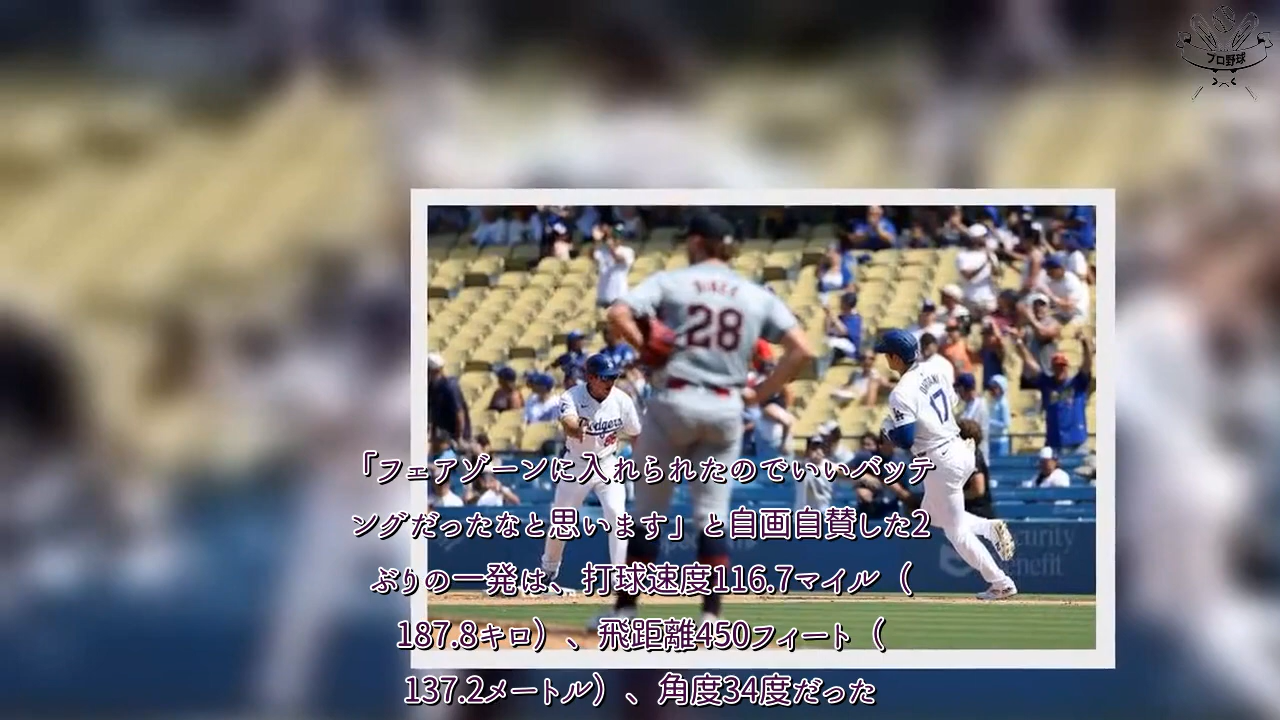 プロ野球
28
Dodgers
OHTANI
17
「フェアゾーンに入れられたのでいいバッテ
ングだったなと思います」と自画自賛した2
ぶりの一発は、打球速度116.7マイル（
187.8キロ）、飛距離450フィート（
137.2メートル）、角度34度だった
curity
enefit